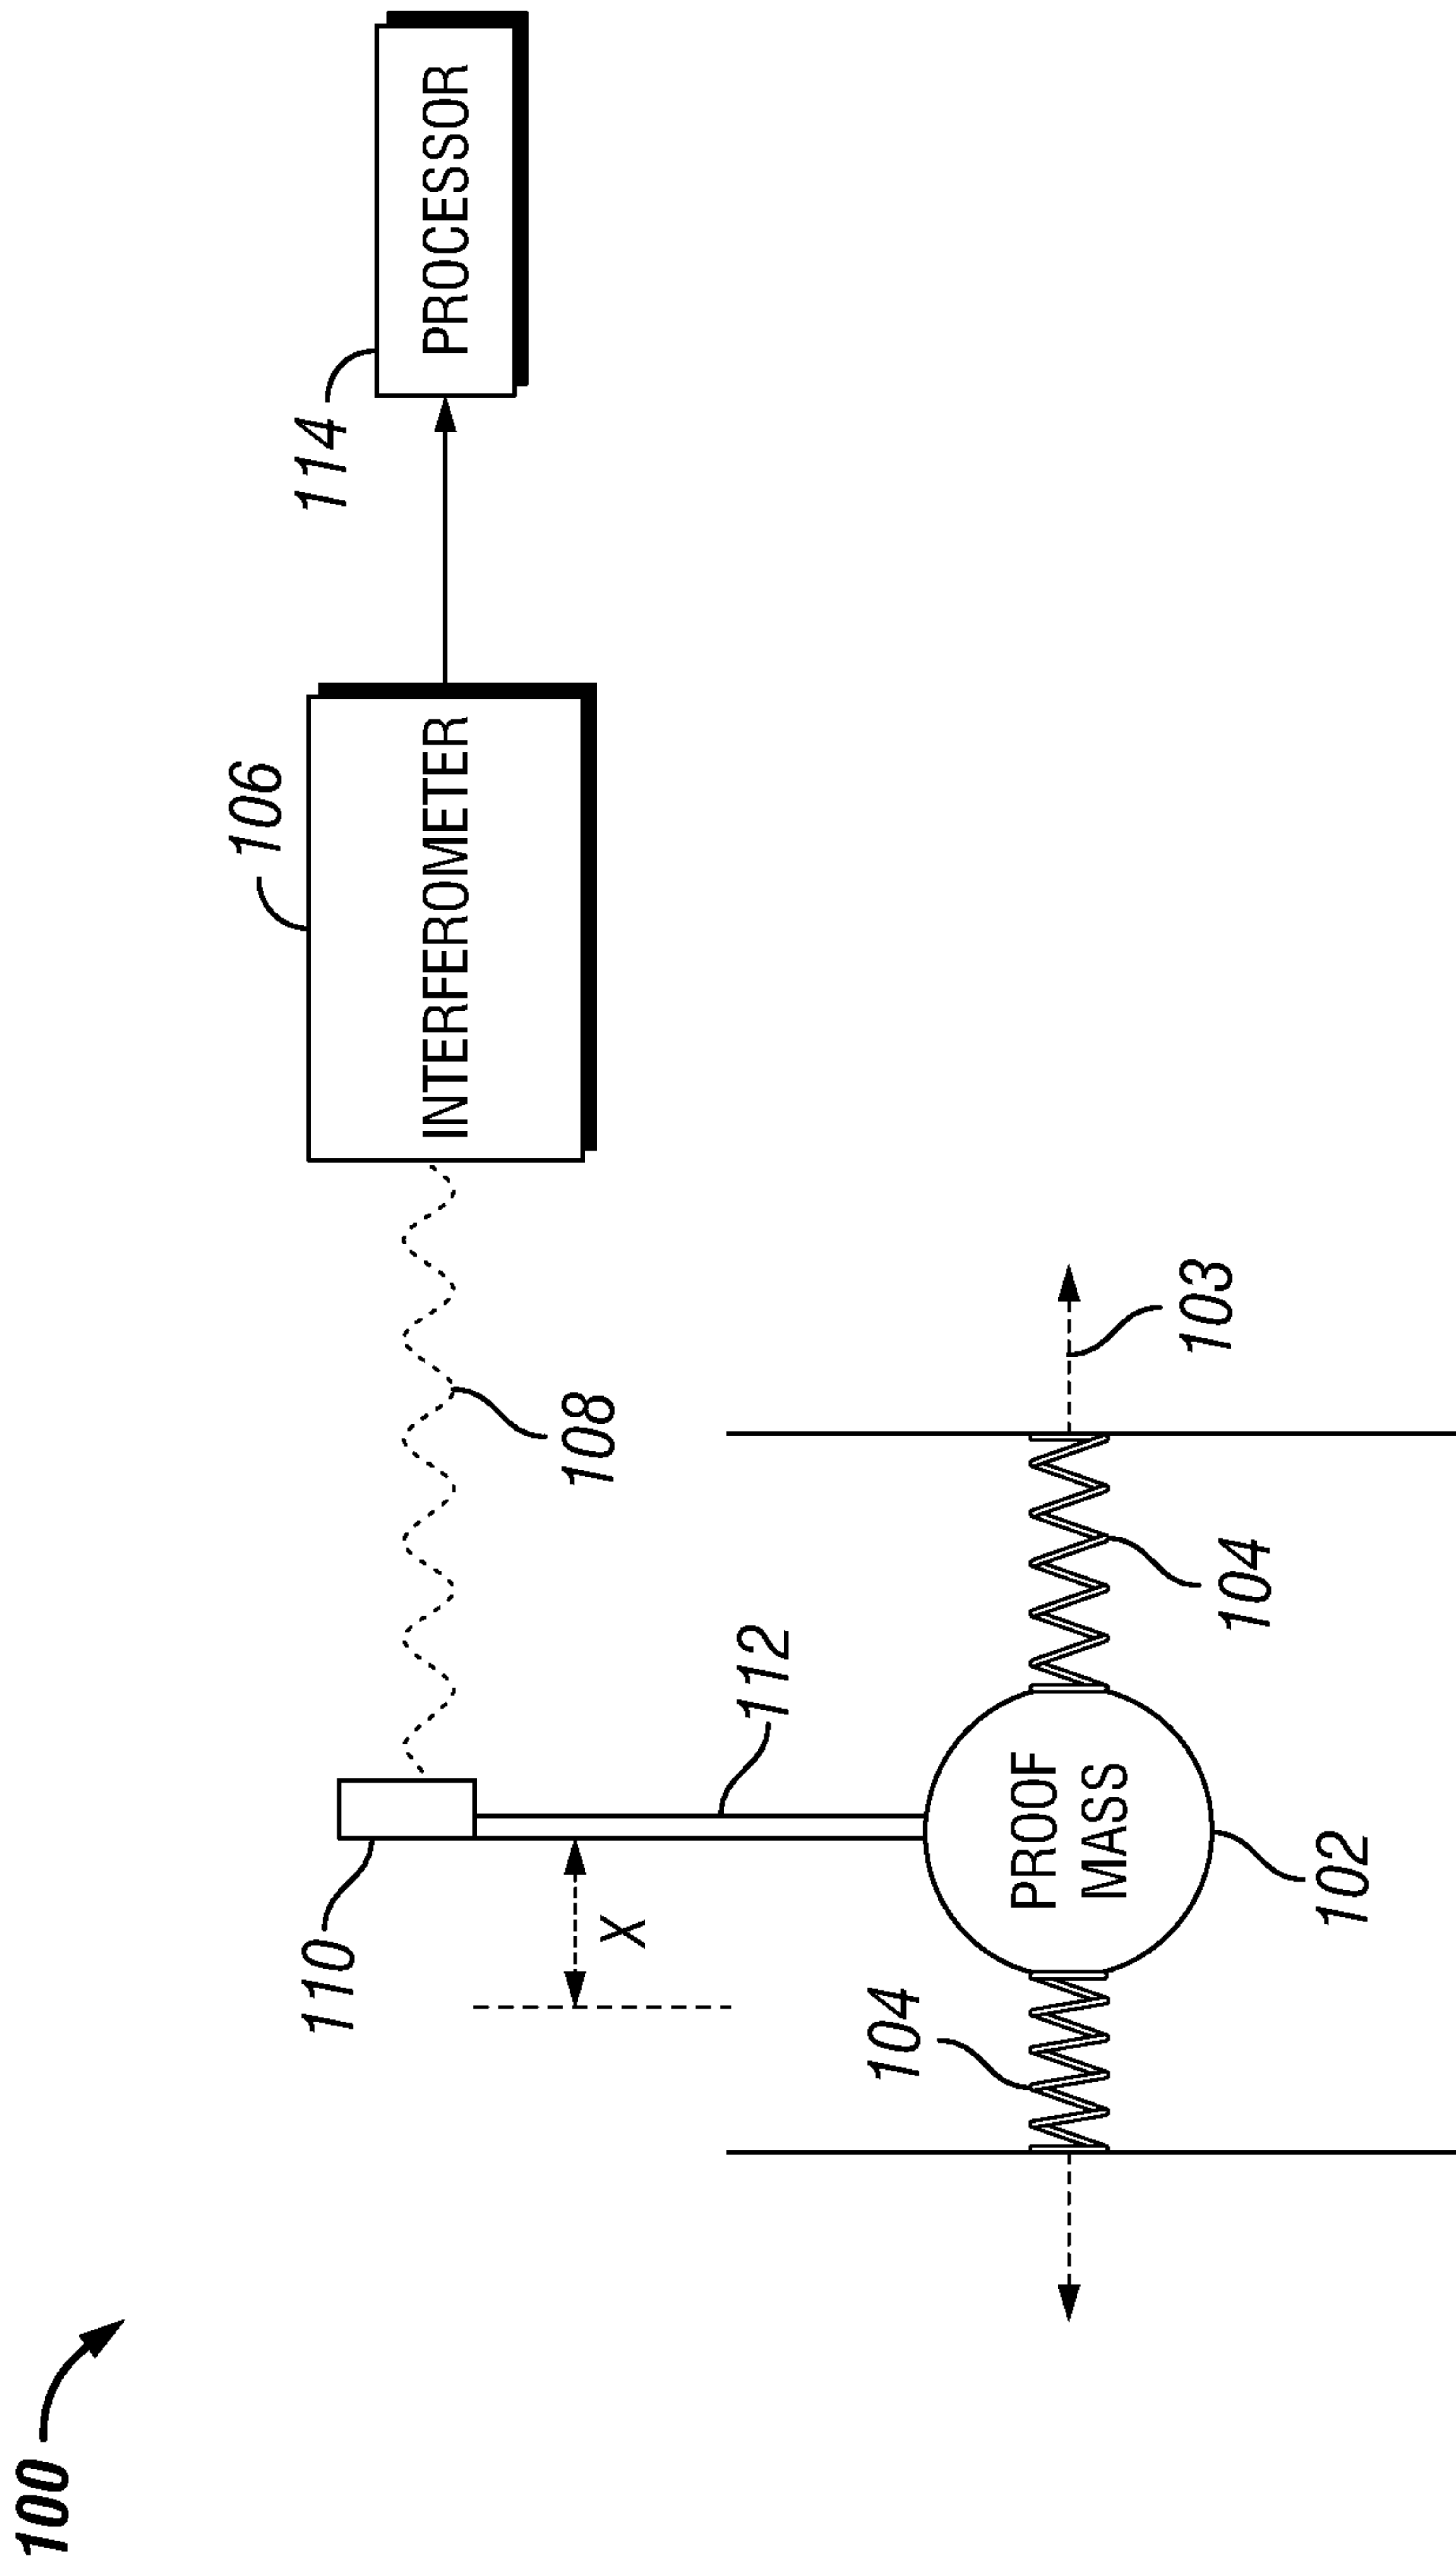 100
106
110
114
INTERFEROMETER
PROCESSOR
108
X
112
104
PROOF
MASS
103
104
102